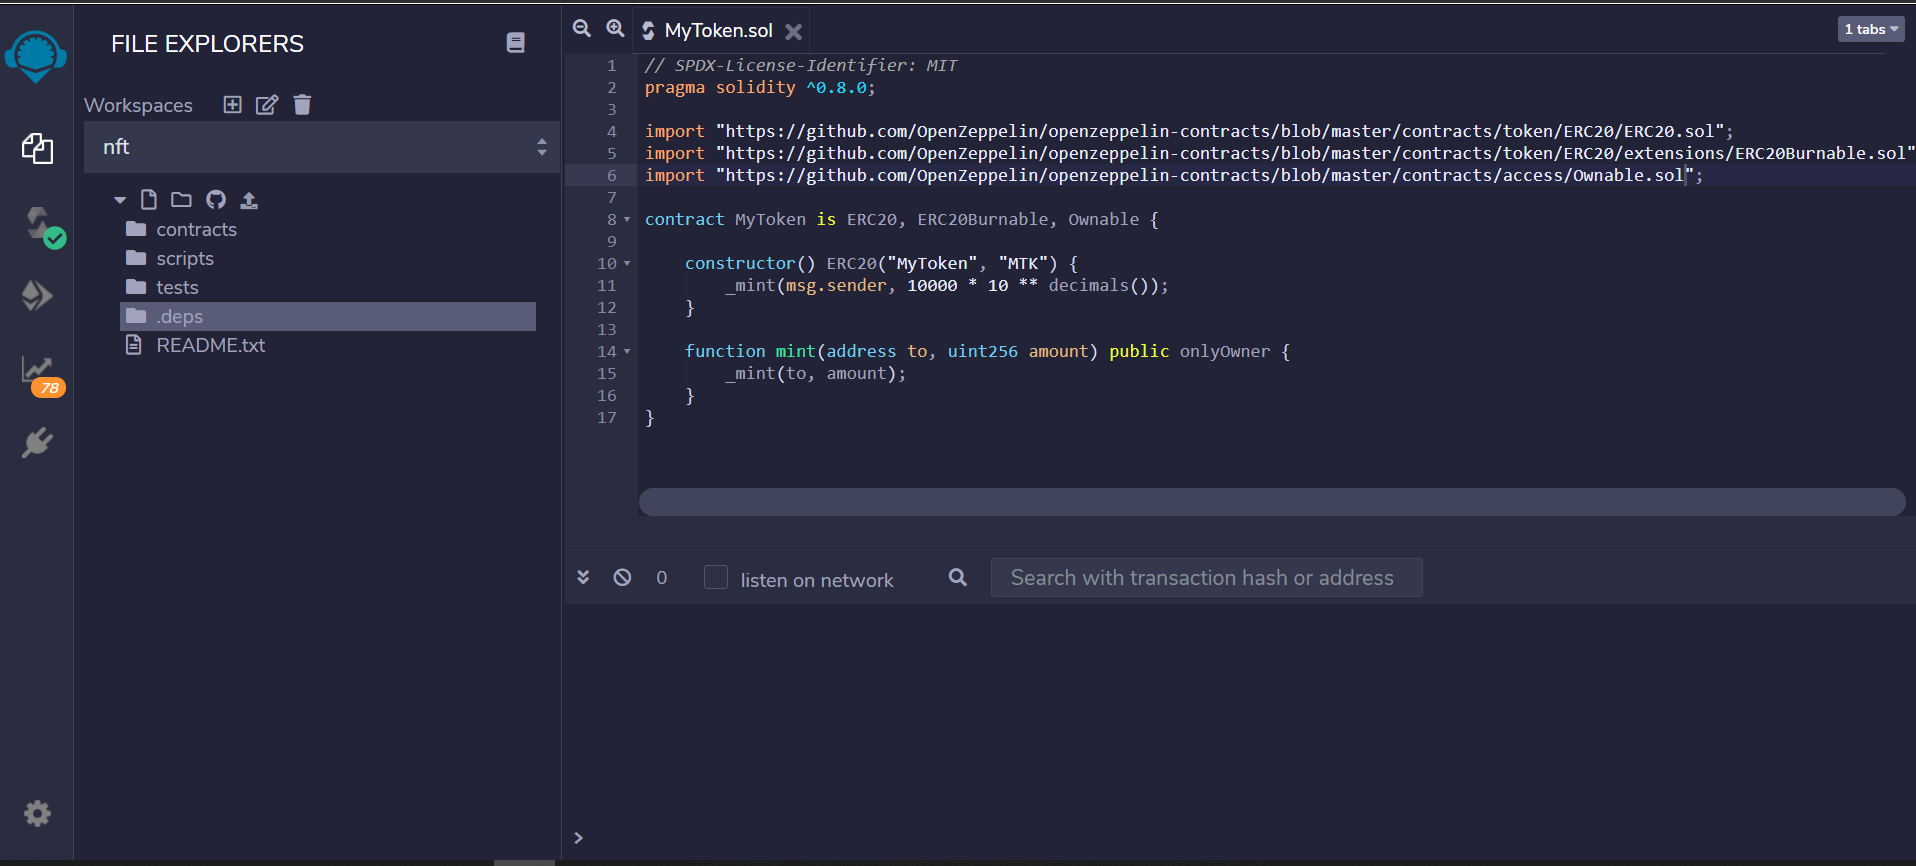 FILE EXPLORERS
Workspaces
nft
contracts
scripts
tests
.deps
README.txt
78
MyToken.sol
1 tabs
1 // SPDX-License-Identifier: MIT
2 pragma solidity ^0.8.0;
3
4 import "https://github.com/OpenZeppelin/openzeppelin-contracts/blob/master/contracts/token/ERC20/ERC20.sol";
5 import "https://github.com/OpenZeppelin/openzeppelin-contracts/blob/master/contracts/token/ERC20/extensions/ERC20Burnable.sol"
6 import "https://github.com/OpenZeppelin/openzeppelin-contracts/blob/master/contracts/access/Ownable.sol";
7
8 contract MyToken is ERC20, ERC20Burnable, Ownable {
9
10 constructor() ERC20("MyToken", "MTK") {
11 _mint(msg.sender, 10000 * 10 ** decimals());
12 }
13
14 function mint(address to, uint256 amount) public onlyOwner {
15 _mint(to, amount);
16 }
17 }
0 listen on network Search with transaction hash or address
>